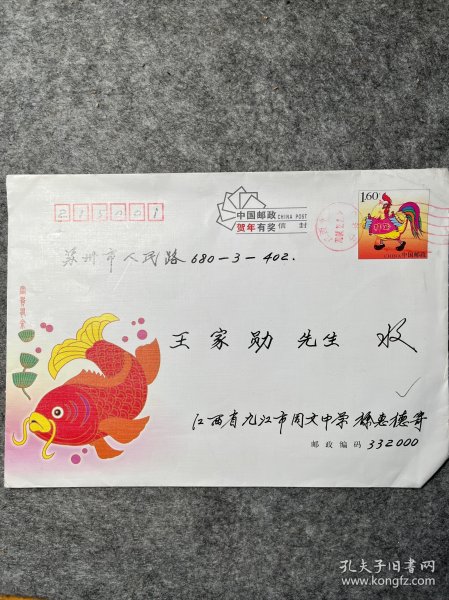 215001
中国邮政 CHINA POST
贺年有奖 信封
1.60
CHINA 中国邮政
苏州市人民路680-3-402.
王家勋 先生 收
江西省九江市同文中学 徐惠德寄
邮政编码 332000
孔夫子旧书网
www.kongfz.com